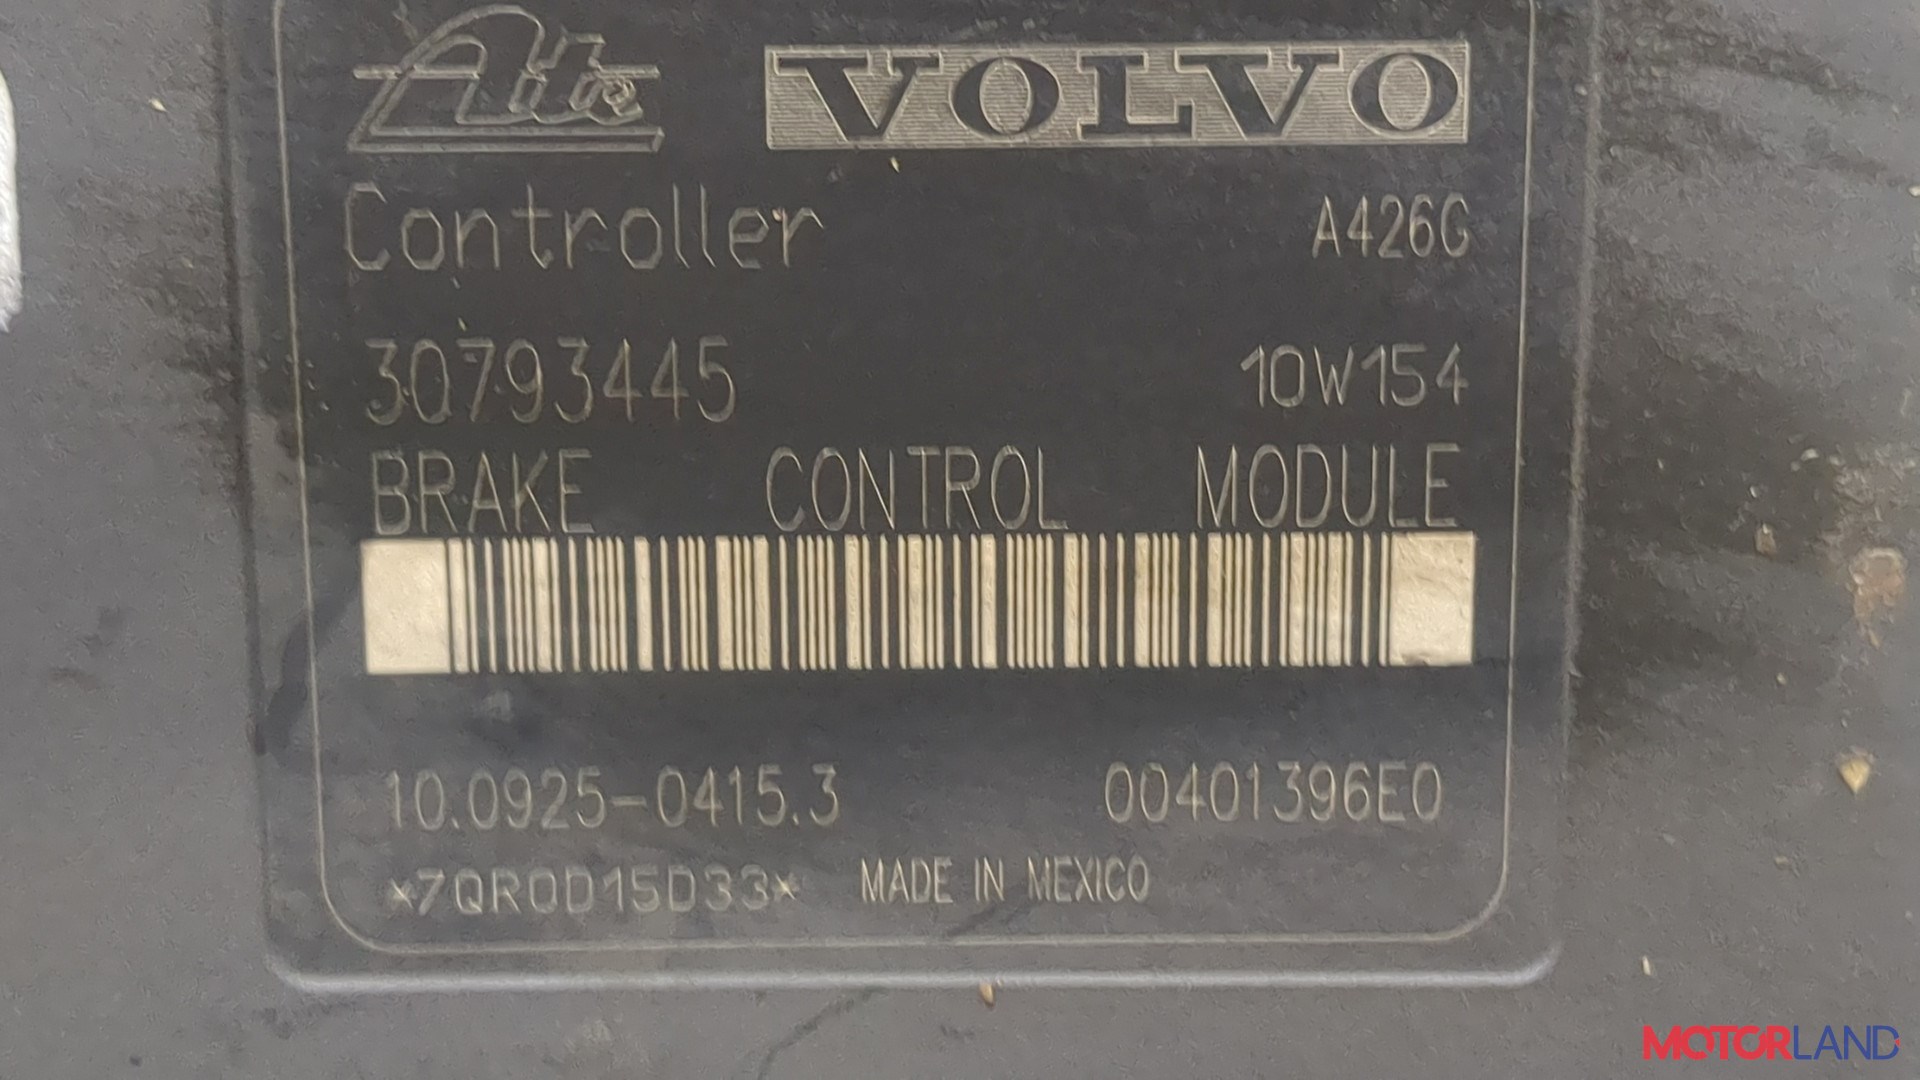 Ate VOLVO
Controller A426G
30793445 10W154
BRAKE CONTROL MODULE
10.0925-0415.3 00401396E0
*7QR0D15D33* MADE IN MEXICO
MOTORLAND